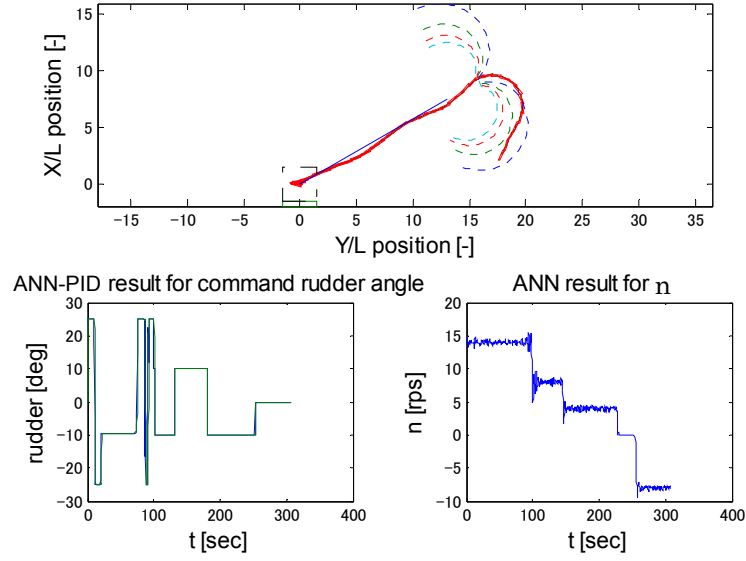 15
10
5
0
X/L position [-]
−15 −10 −5 0 5 10 15 20 25 30 35
Y/L position [-]
ANN-PID result for command rudder angle
30
20
10
0
−10
−20
−30
rudder [deg]
0 100 200 300 400
t [sec]
ANN result for n
20
15
10
5
0
−5
−10
n [rps]
0 100 200 300 400
t [sec]